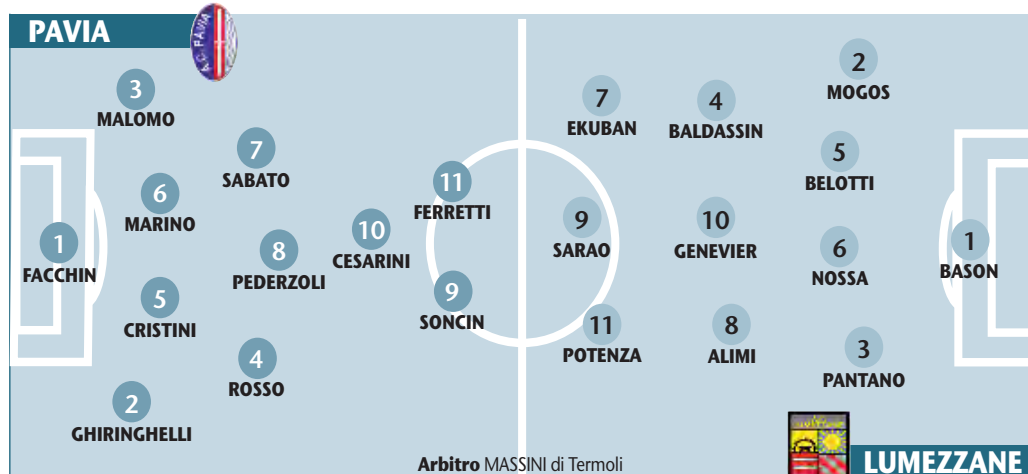 PAVIA
A.C. PAVIA
3
MALOMO
7
SABATO
6
MARINO
11
FERRETTI
1
FACCHIN
8
PEDERZOLI
10
CESARINI
5
CRISTINI
9
SONCIN
4
ROSSO
2
GHIRINGHELLI
2
MOGOS
7
EKUBAN
4
BALDASSIN
5
BELOTTI
9
SARAO
10
GENEVIER
6
NOSSA
1
BASON
11
POTENZA
8
ALIMI
3
PANTANO
Arbitro MASSINI di Termoli
LUMEZZANE